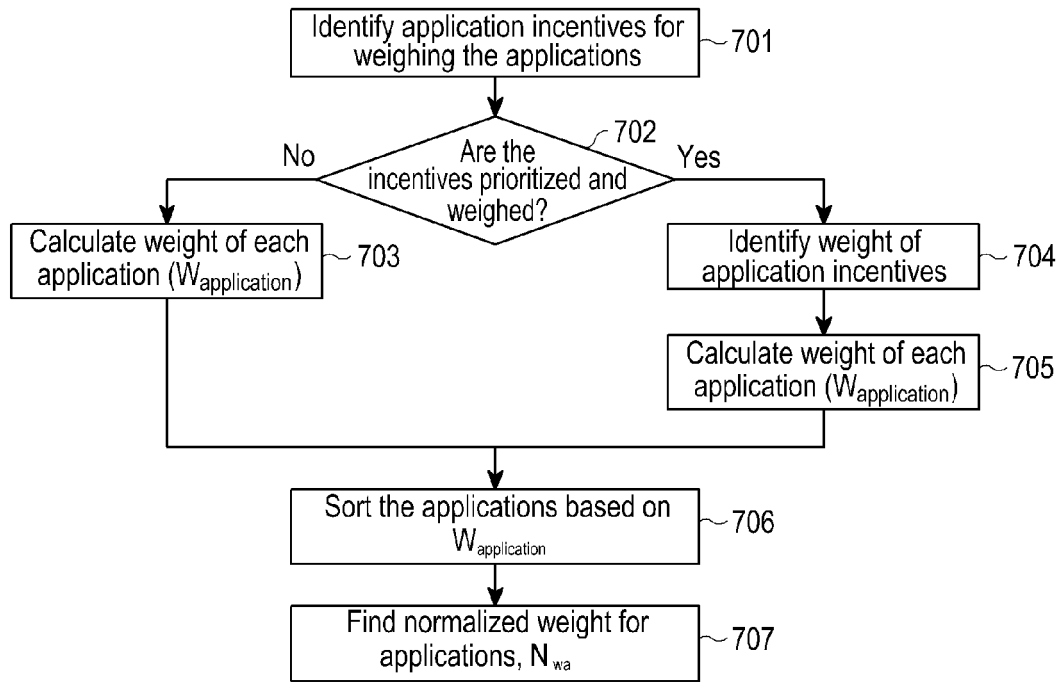 Identify application incentives for
weighing the applications
701
702
Are the
incentives prioritized and
weighed?
No
Yes
Calculate weight of each
application (Wapplication)
703
Identify weight of
application incentives
704
Calculate weight of each
application (Wapplication)
705
Sort the applications based on
Wapplication
706
Find normalized weight for
applications, Nwa
707